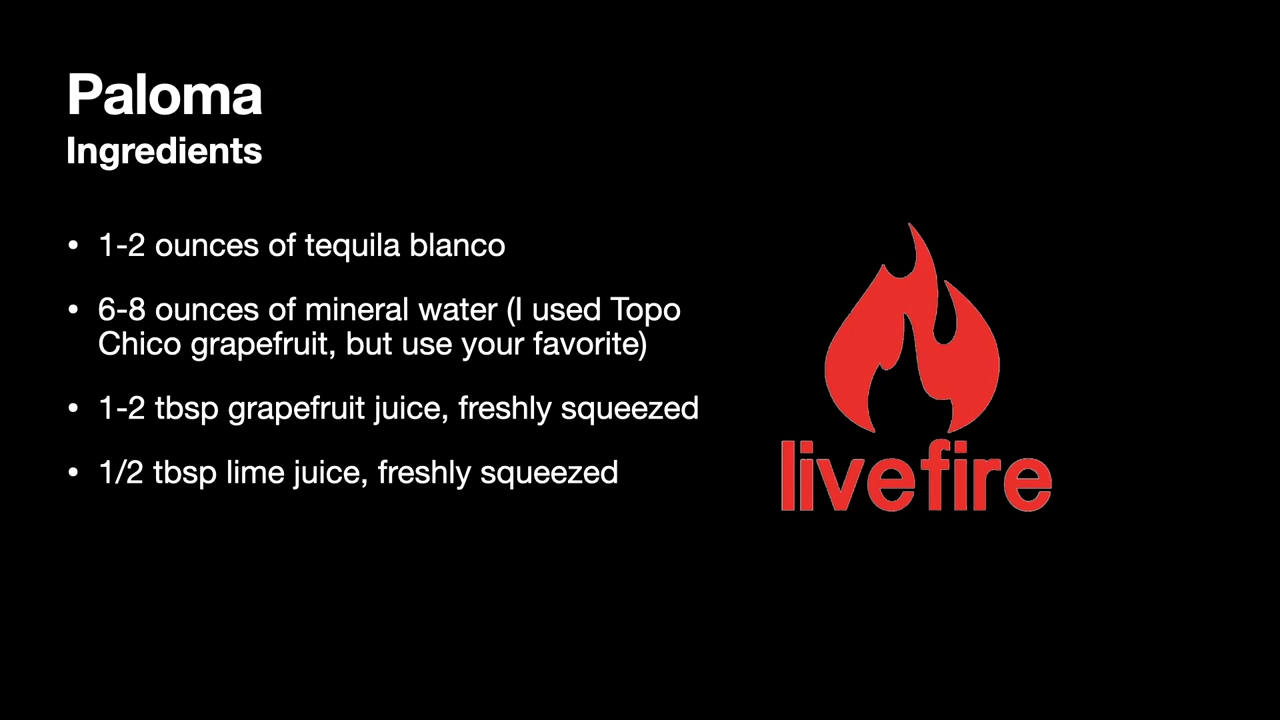 Paloma
Ingredients
• 1-2 ounces of tequila blanco
• 6-8 ounces of mineral water (I used Topo
Chico grapefruit, but use your favorite)
• 1-2 tbsp grapefruit juice, freshly squeezed
• 1/2 tbsp lime juice, freshly squeezed
livefire